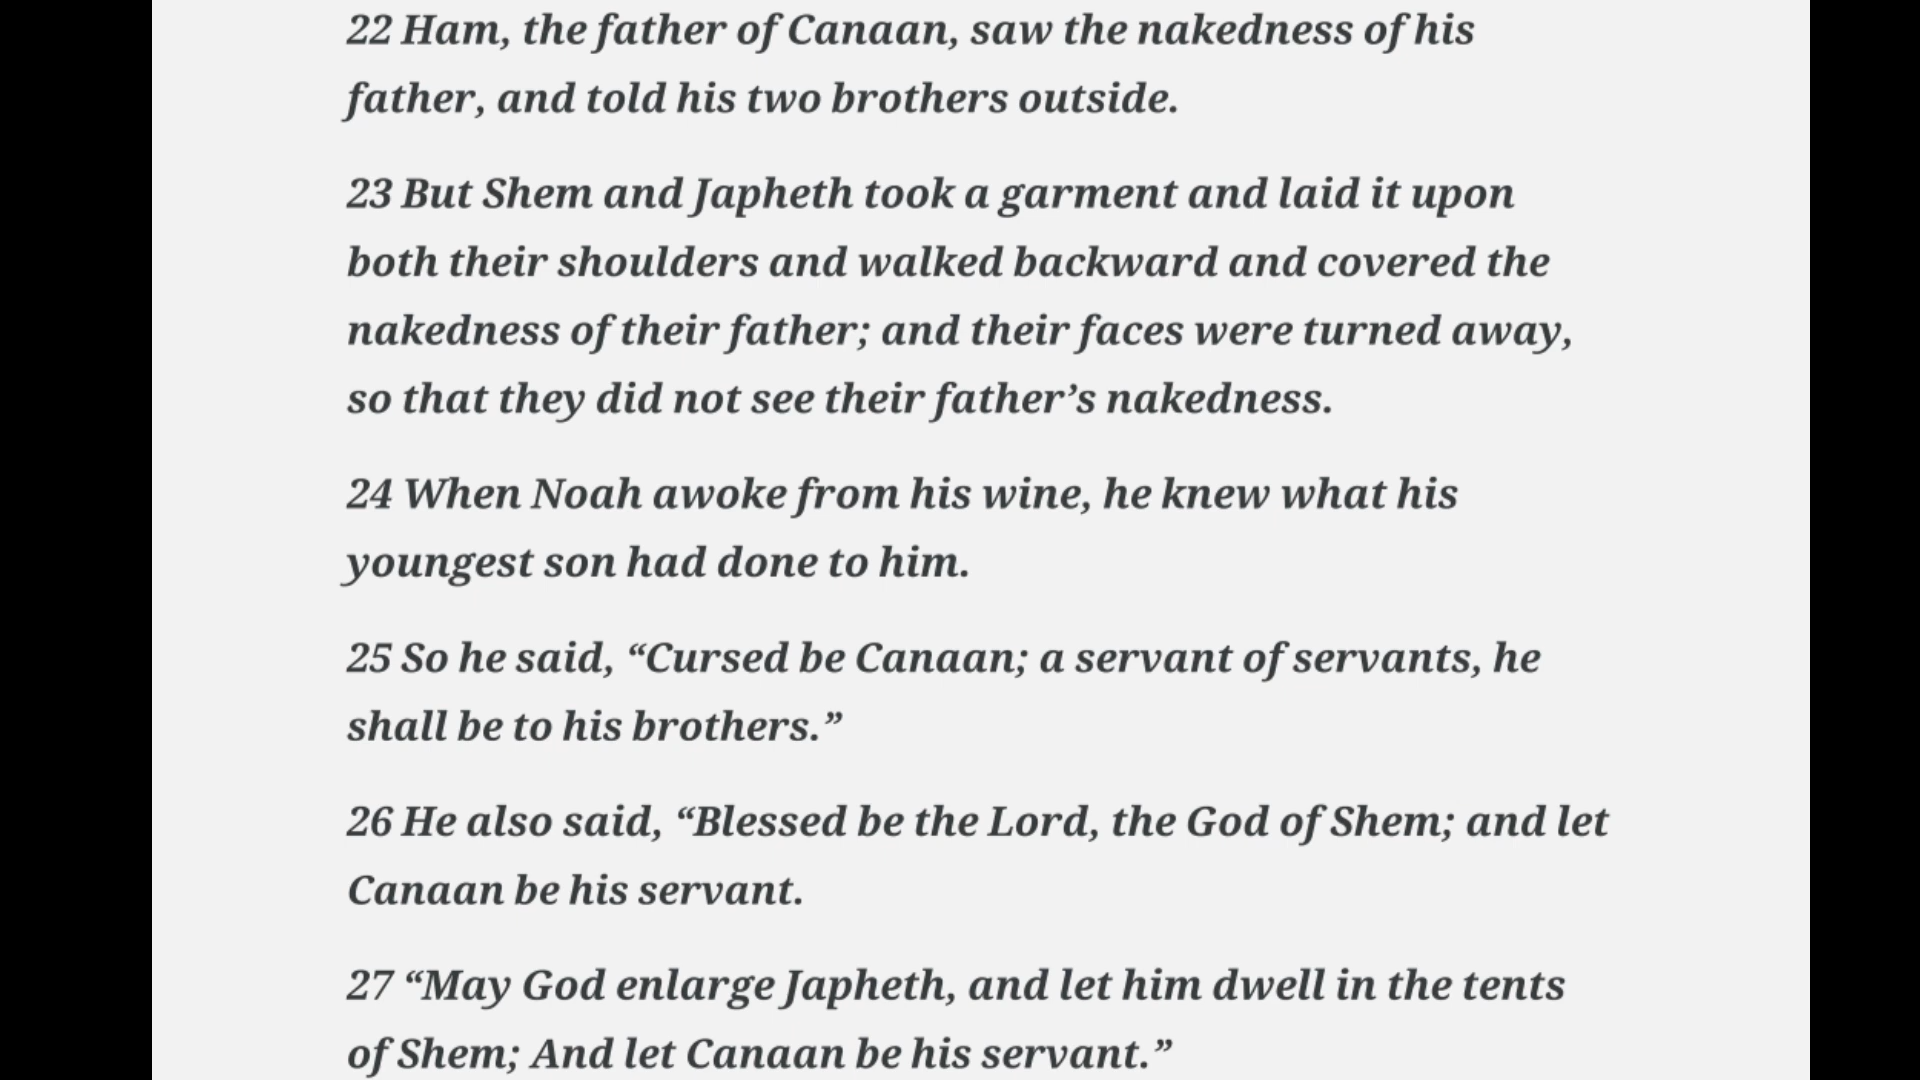 22 Ham, the father of Canaan, saw the nakedness of his
father, and told his two brothers outside.
23 But Shem and Japheth took a garment and laid it upon
both their shoulders and walked backward and covered the
nakedness of their father; and their faces were turned away,
so that they did not see their father’s nakedness.
24 When Noah awoke from his wine, he knew what his
youngest son had done to him.
25 So he said, “Cursed be Canaan; a servant of servants, he
shall be to his brothers.”
26 He also said, “Blessed be the Lord, the God of Shem; and let
Canaan be his servant.
27 “May God enlarge Japheth, and let him dwell in the tents
of Shem; And let Canaan be his servant.”